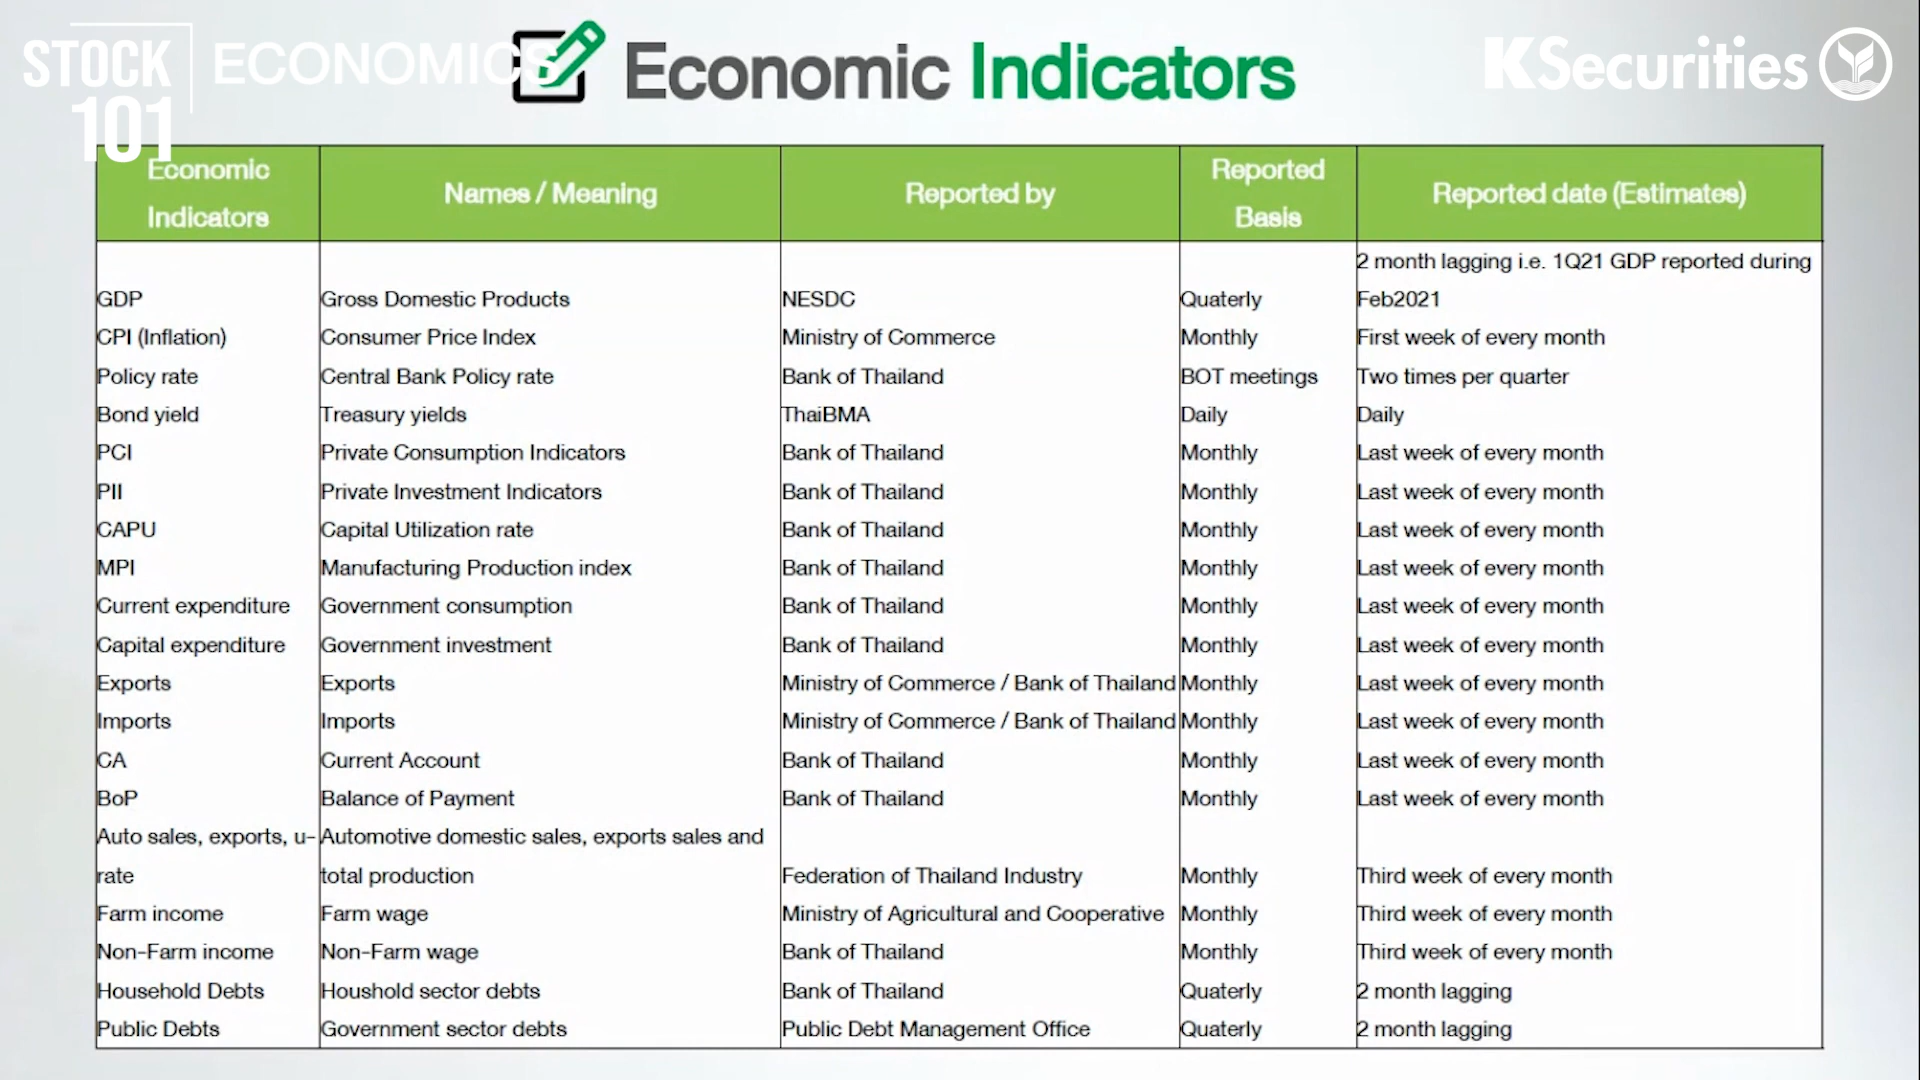 STOCK 101
ECONOMICS
Economic Indicators
KSecurities
Economic Indicators | Names / Meaning | Reported by | Reported Basis | Reported date (Estimates)
GDP | Gross Domestic Products | NESDC | Quaterly | 2 month lagging i.e. 1Q21 GDP reported during Feb2021
CPI (Inflation) | Consumer Price Index | Ministry of Commerce | Monthly | First week of every month
Policy rate | Central Bank Policy rate | Bank of Thailand | BOT meetings | Two times per quarter
Bond yield | Treasury yields | ThaiBMA | Daily | Daily
PCI | Private Consumption Indicators | Bank of Thailand | Monthly | Last week of every month
PII | Private Investment Indicators | Bank of Thailand | Monthly | Last week of every month
CAPU | Capital Utilization rate | Bank of Thailand | Monthly | Last week of every month
MPI | Manufacturing Production index | Bank of Thailand | Monthly | Last week of every month
Current expenditure | Government consumption | Bank of Thailand | Monthly | Last week of every month
Capital expenditure | Government investment | Bank of Thailand | Monthly | Last week of every month
Exports | Exports | Ministry of Commerce / Bank of Thailand | Monthly | Last week of every month
Imports | Imports | Ministry of Commerce / Bank of Thailand | Monthly | Last week of every month
CA | Current Account | Bank of Thailand | Monthly | Last week of every month
BoP | Balance of Payment | Bank of Thailand | Monthly | Last week of every month
Auto sales, exports, u-rate | Automotive domestic sales, exports sales and total production | Federation of Thailand Industry | Monthly | Third week of every month
Farm income | Farm wage | Ministry of Agricultural and Cooperative | Monthly | Third week of every month
Non-Farm income | Non-Farm wage | Bank of Thailand | Monthly | Third week of every month
Household Debts | Houshold sector debts | Bank of Thailand | Quaterly | 2 month lagging
Public Debts | Government sector debts | Public Debt Management Office | Quaterly | 2 month lagging